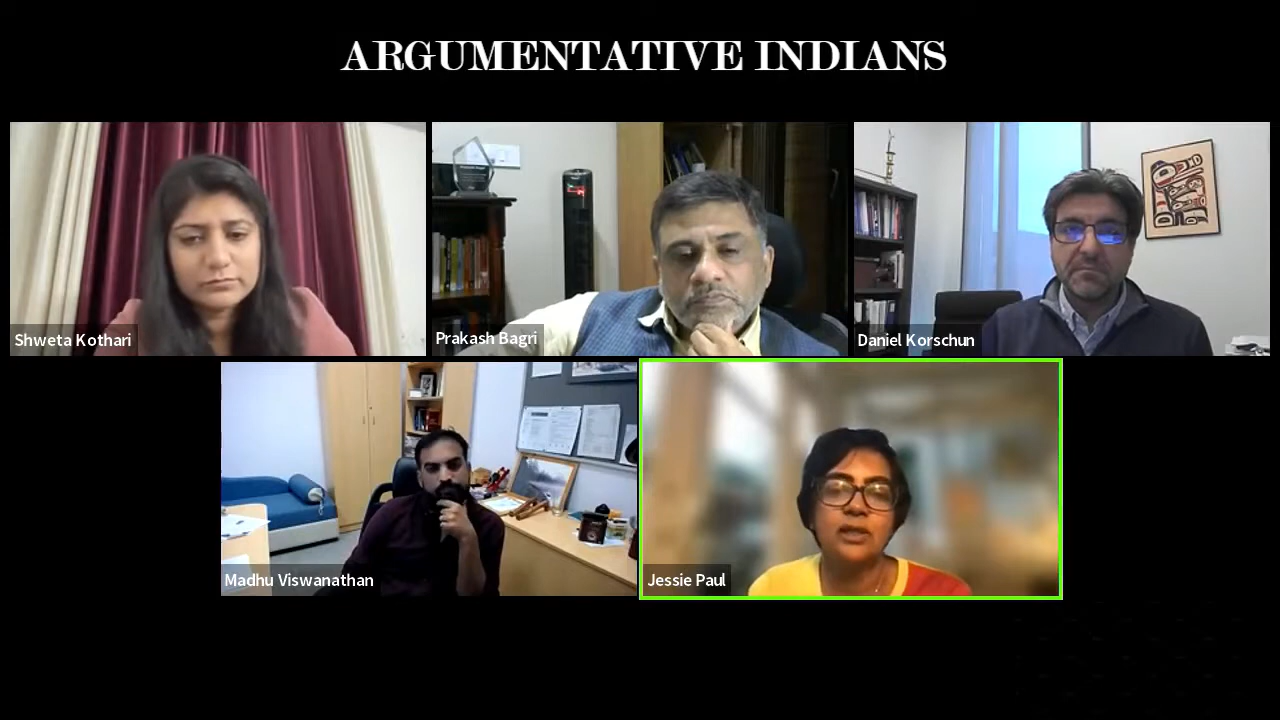 ARGUMENTATIVE INDIANS
Shweta Kothari
Prakash Bagri
Daniel Korschun
Madhu Viswanathan
Jessie Paul